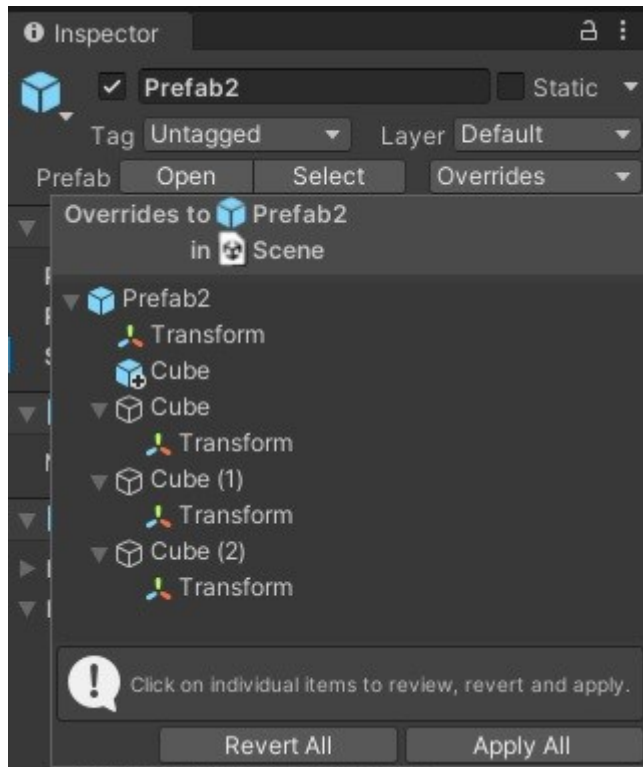 Inspector
Prefab2 Static
Tag Untagged Layer Default
Prefab Open Select Overrides
Overrides to Prefab2
in Scene
Prefab2
Transform
Cube
Cube
Transform
Cube (1)
Transform
Cube (2)
Transform
Click on individual items to review, revert and apply.
Revert All Apply All